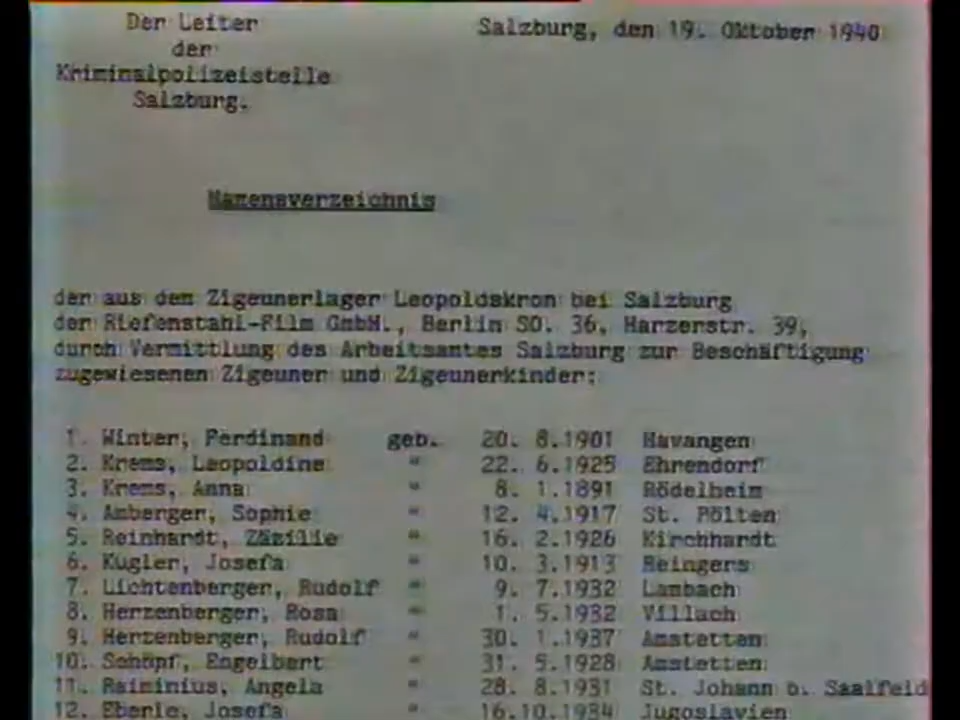 Der Leiter
der
Kriminalpolizeistelle
Salzburg.
Salzburg, den 19. Oktober 1940
Namensverzeichnis
der aus dem Zigeunerlager Leopoldskron bei Salzburg
der Riefenstahl-Film GmbH., Berlin SO. 36, Harzerstr. 39,
durch Vermittlung des Arbeitsamtes Salzburg zur Beschäftigung
zugewiesenen Zigeuner und Zigeunerkinder:
1. Winter, Ferdinand geb. 20. 8.1901 Havangen
2. Krems, Leopoldine " 22. 6.1925 Ehrendorf
3. Krems, Anna " 8. 1.1891 Rödelheim
4. Amberger, Sophie " 12. 4.1917 St. Pölten
5. Reinhardt, Zäzilie " 16. 2.1926 Kirchhardt
6. Kugler, Josefa " 10. 3.1913 Reingers
7. Lichtenberger, Rudolf " 9. 7.1932 Lambach
8. Herzenberger, Rosa " 1. 5.1932 Villach
9. Herzenberger, Rudolf " 30. 1.1937 Amstetten
10. Schöpf, Engelbert " 31. 5.1928 Amstetten
11. Raiminius, Angela " 28. 8.1931 St. Johann b. Saalfeld
12. Eberle, Josefa " 16.10.1934 Jugoslavien